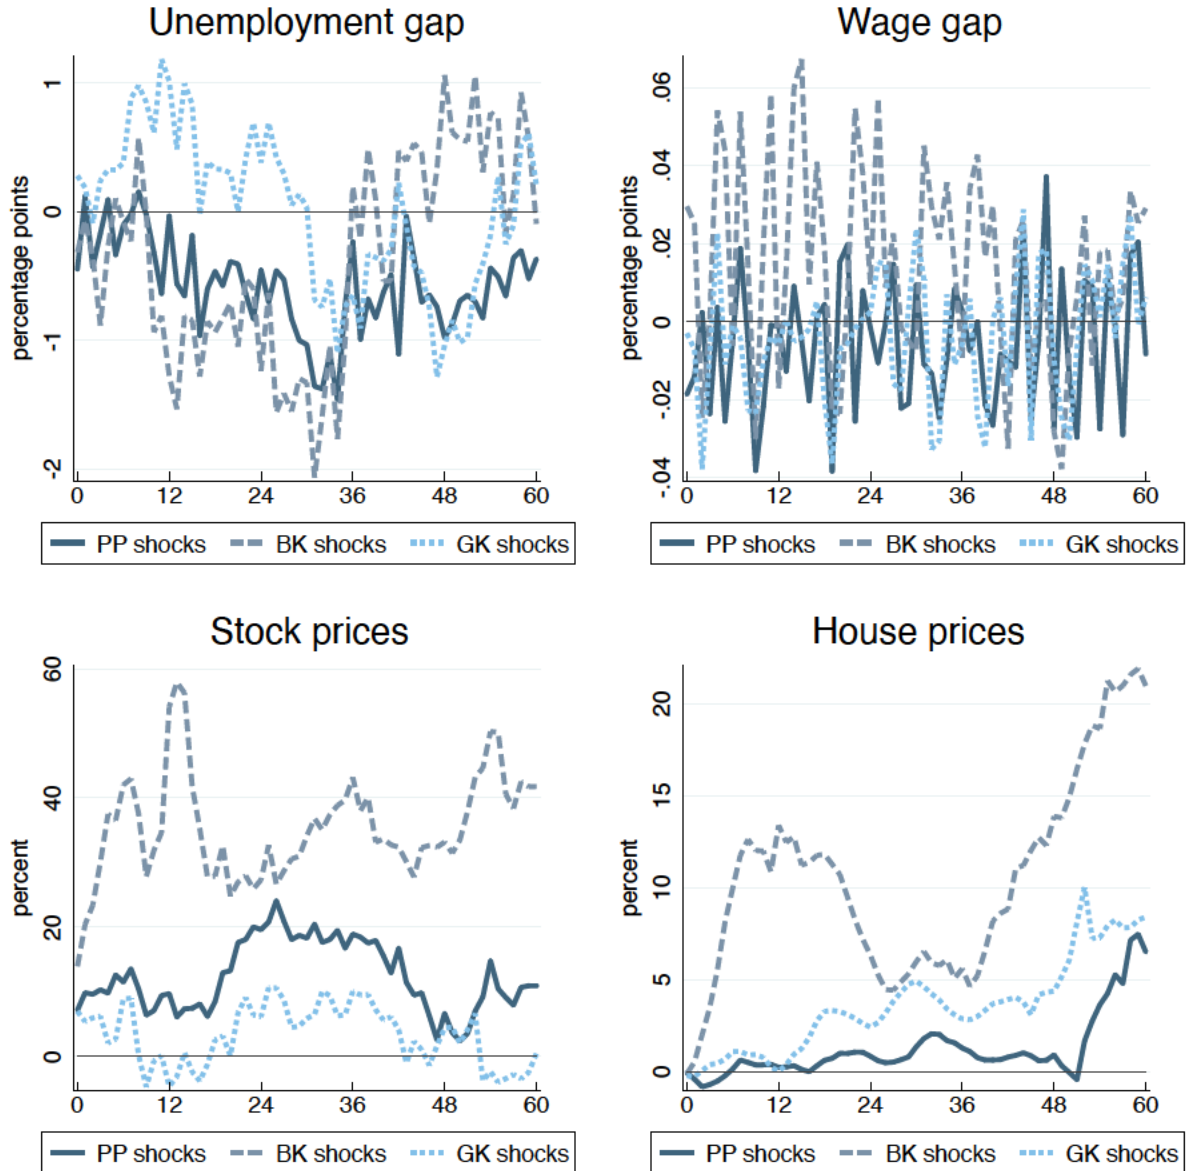 Unemployment gap
percentage points
1
0
-1
-2
0 12 24 36 48 60
PP shocks BK shocks GK shocks
Wage gap
percentage points
.06
.04
.02
0
-.02
-.04
0 12 24 36 48 60
PP shocks BK shocks GK shocks
Stock prices
percent
60
40
20
0
0 12 24 36 48 60
PP shocks BK shocks GK shocks
House prices
percent
20
15
10
5
0
0 12 24 36 48 60
PP shocks BK shocks GK shocks